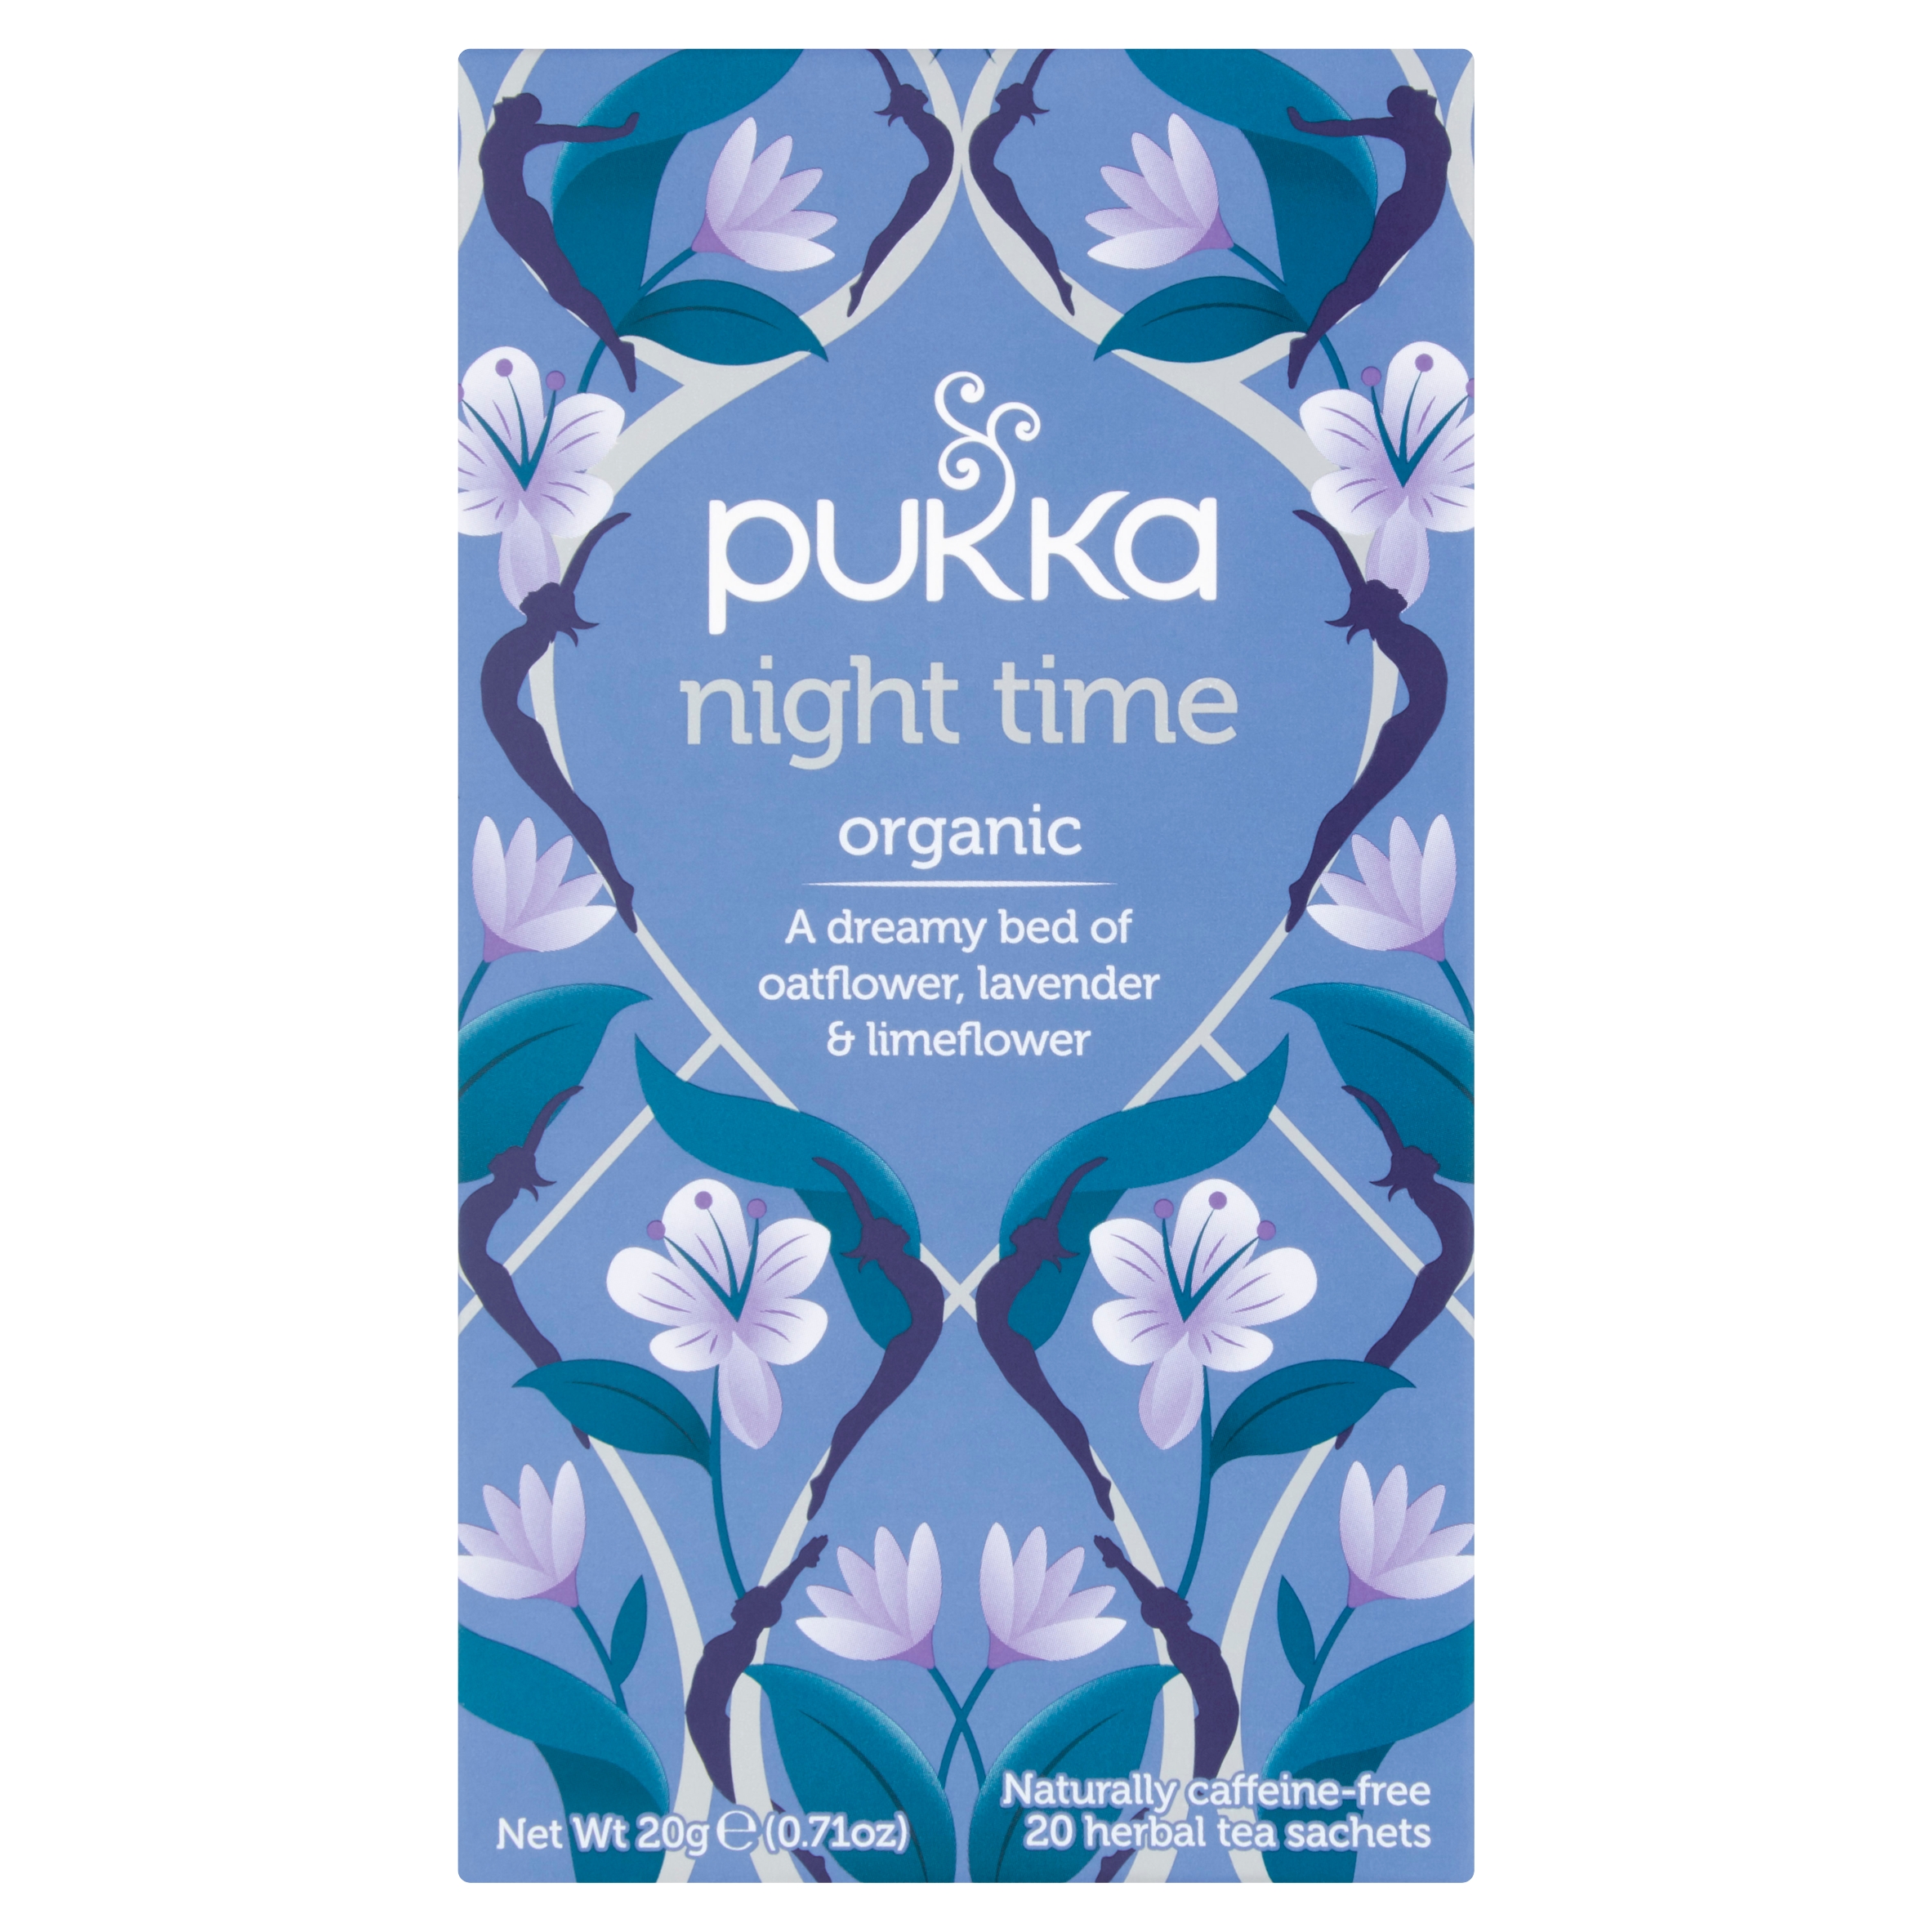 pukka
night time
organic
A dreamy bed of
oatflower, lavender
& limeflower
Naturally caffeine-free
Net Wt 20g ℮ (0.71oz)
20 herbal tea sachets